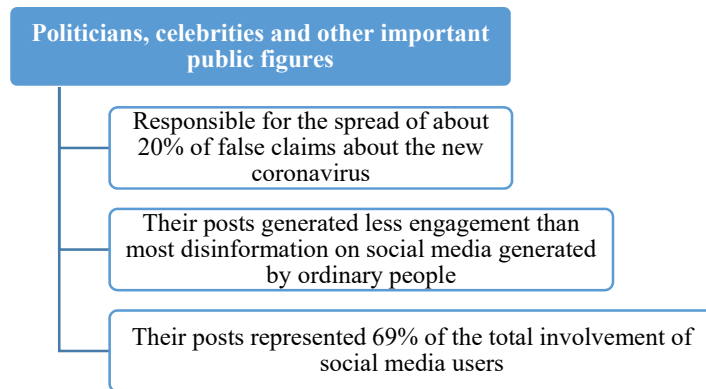 Politicians, celebrities and other important
public figures
Responsible for the spread of about
20% of false claims about the new
coronavirus
Their posts generated less engagement than
most disinformation on social media generated
by ordinary people
Their posts represented 69% of the total involvement of
social media users